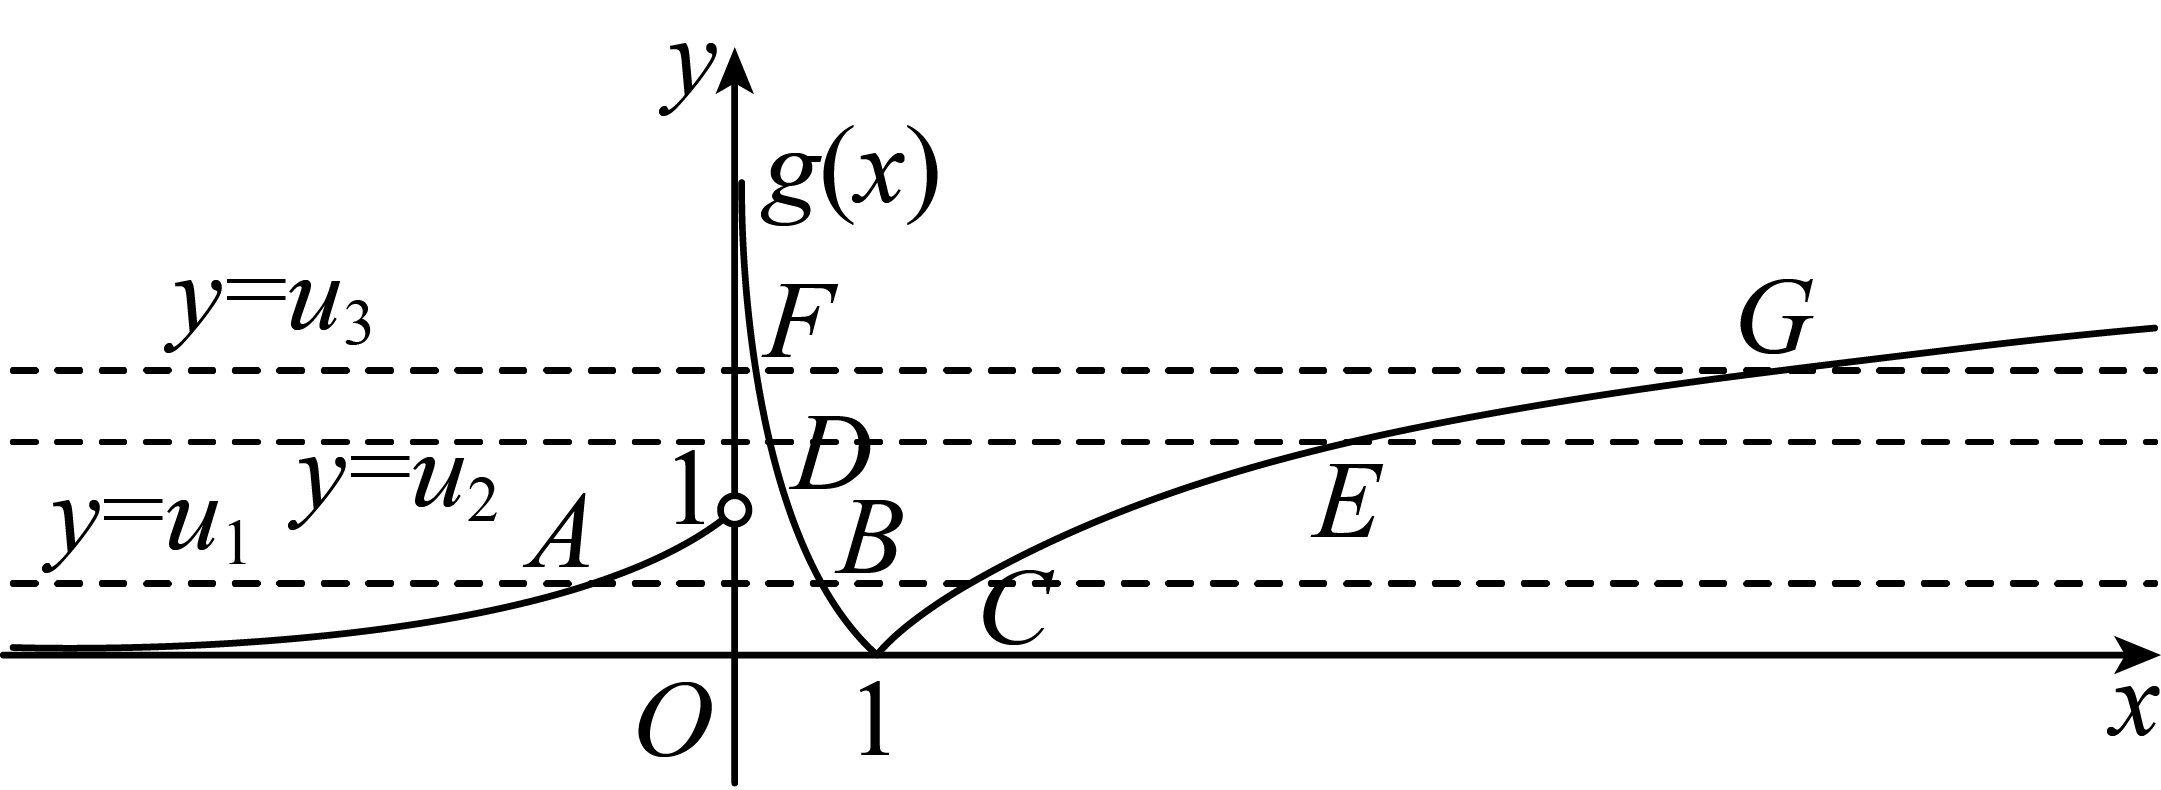 y
g(x)
y=u₃
F
G
D
1
y=u₂
E
y=u₁
A
B
C
O
1
x